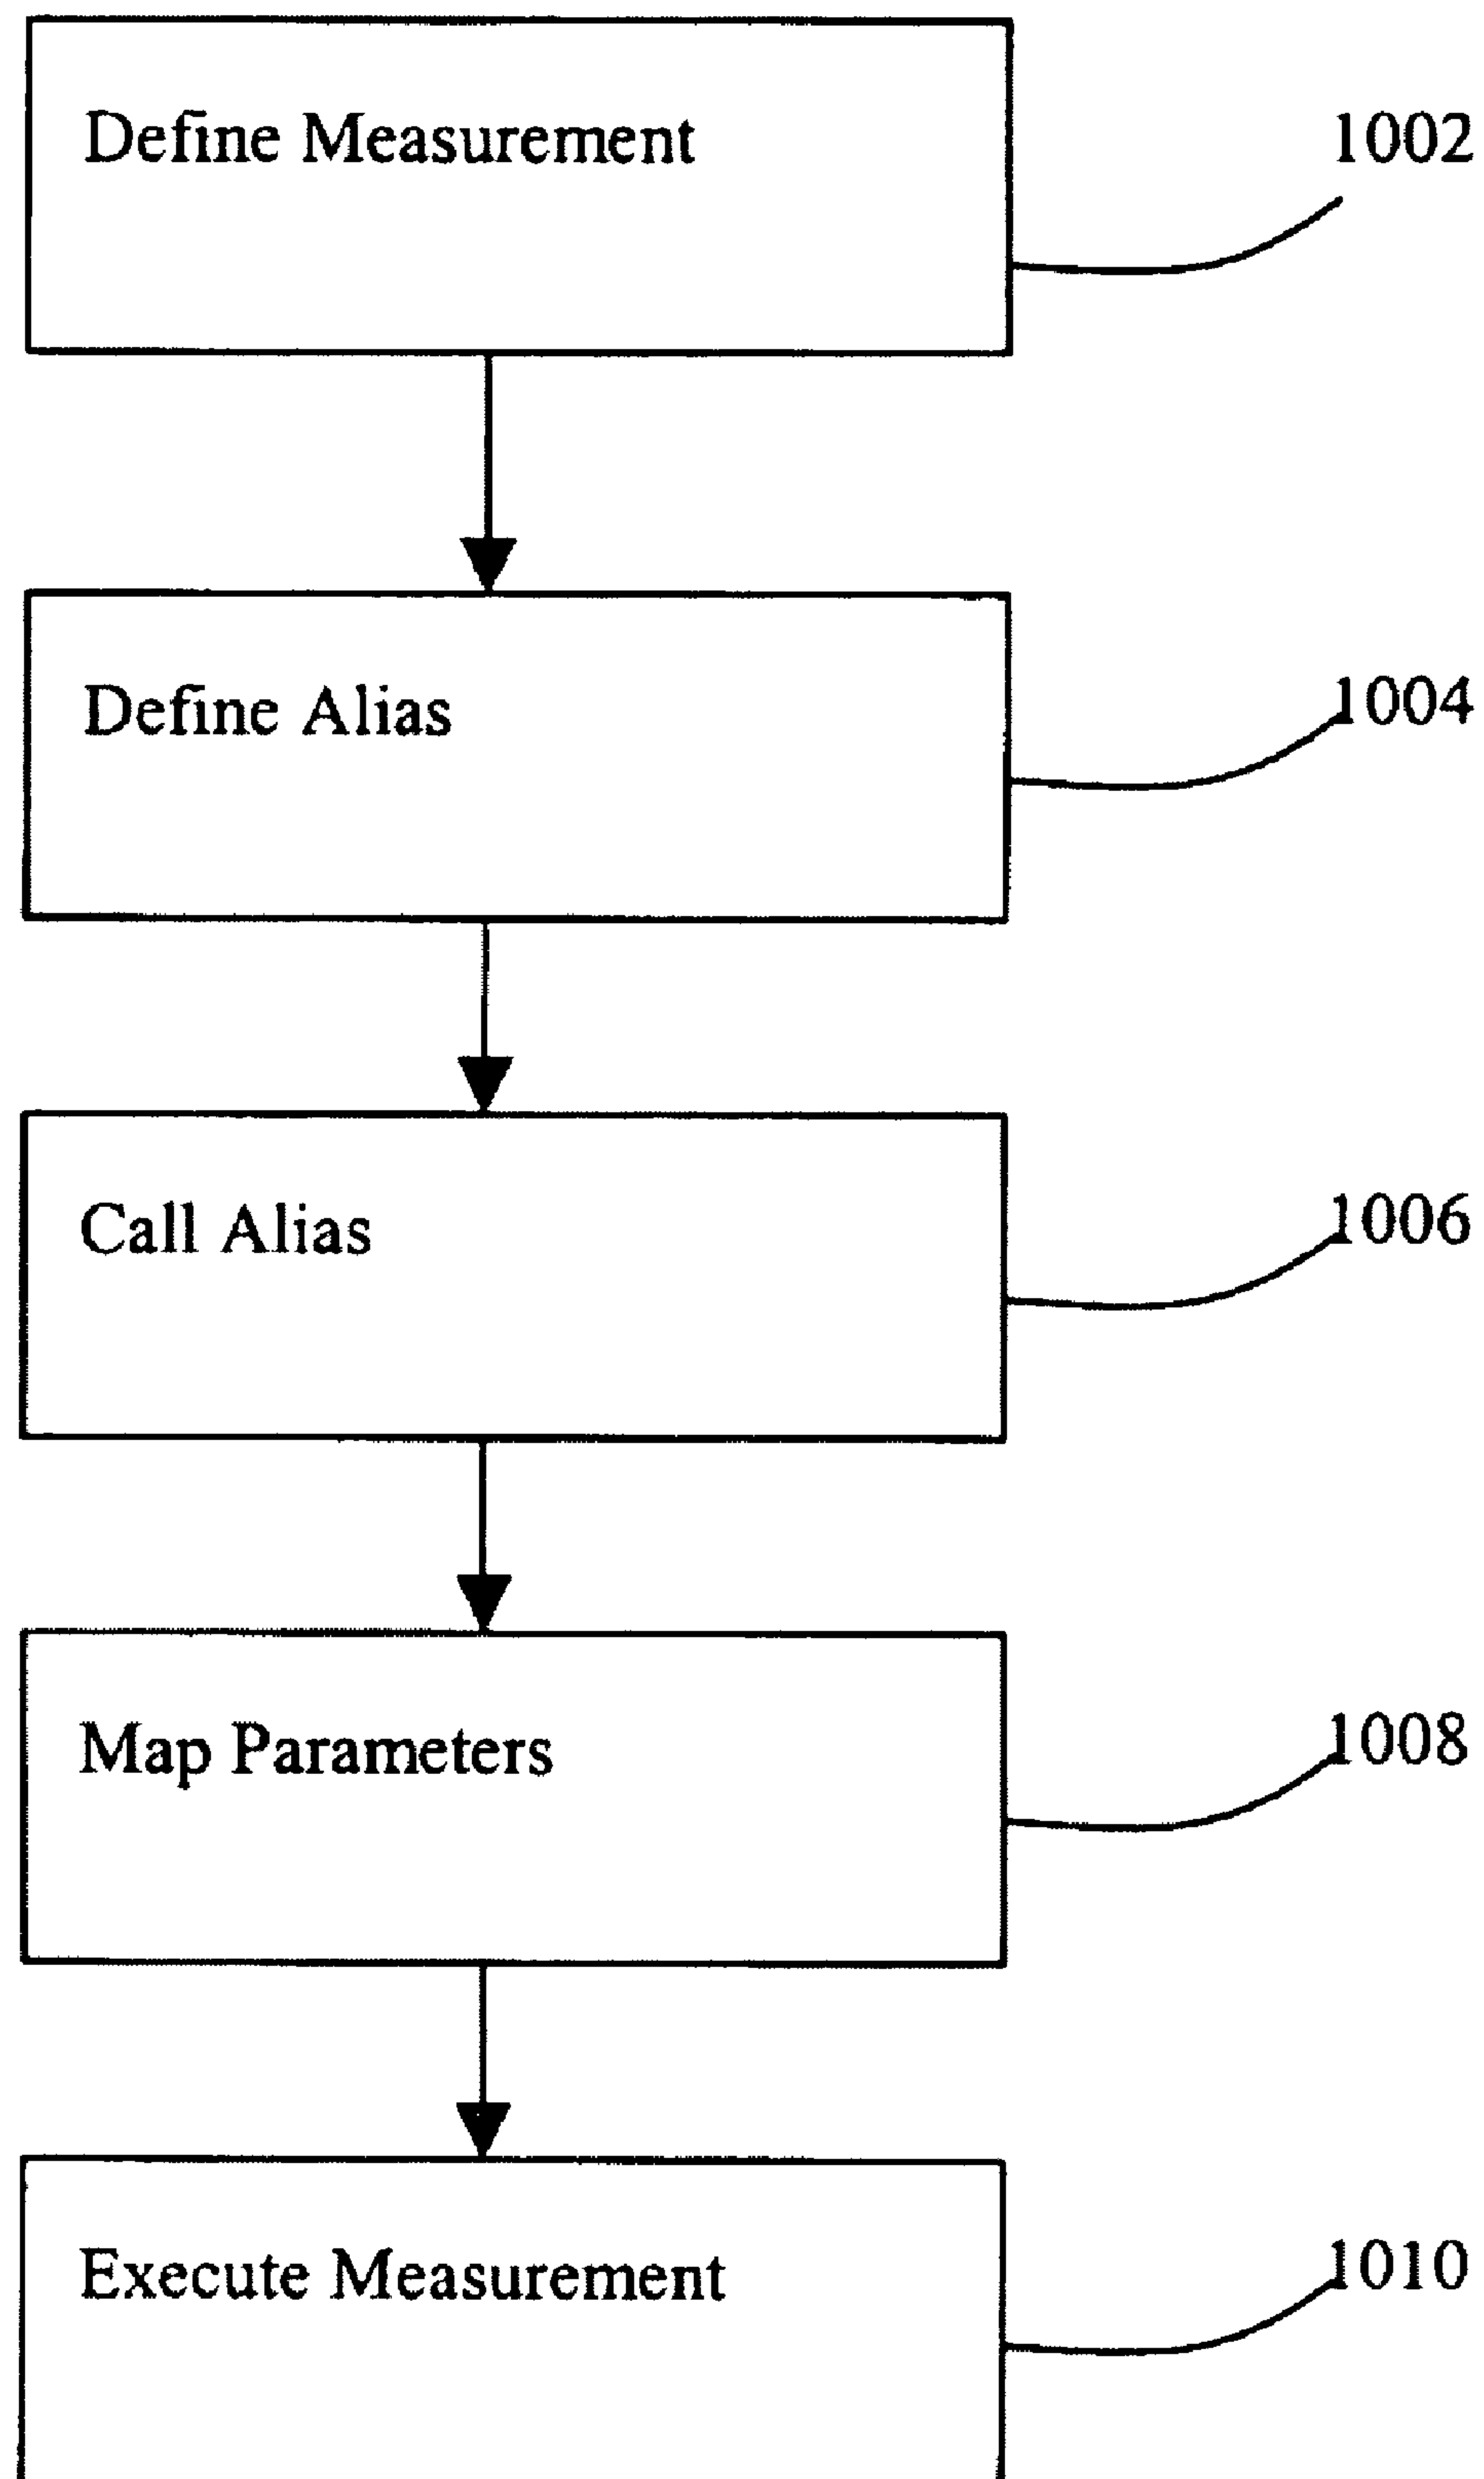 Define Measurement
1002
Define Alias
1004
Call Alias
1006
Map Parameters
1008
Execute Measurement
1010